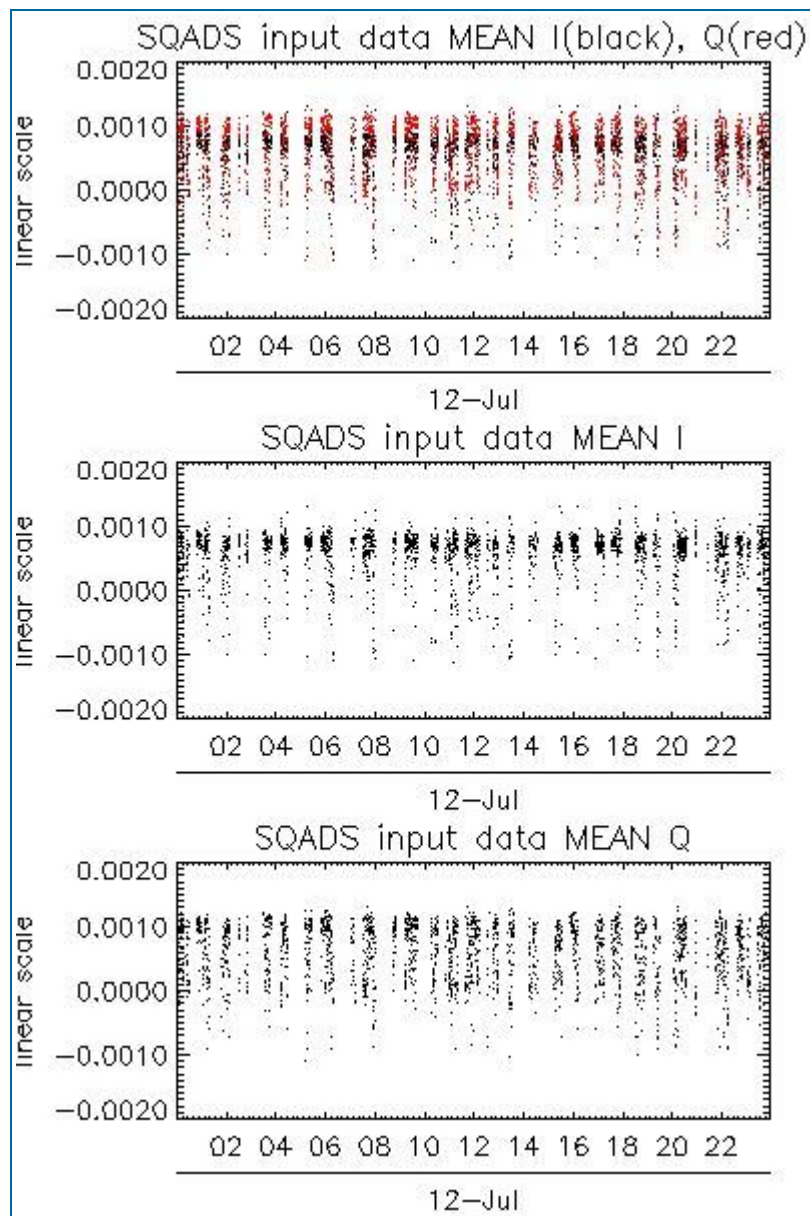 SQADS input data MEAN I(black), Q(red)
linear scale
0.0020
0.0010
0.0000
−0.0010
−0.0020
02 04 06 08 10 12 14 16 18 20 22
12-Jul
SQADS input data MEAN I
linear scale
0.0020
0.0010
0.0000
−0.0010
−0.0020
02 04 06 08 10 12 14 16 18 20 22
12-Jul
SQADS input data MEAN Q
linear scale
0.0020
0.0010
0.0000
−0.0010
−0.0020
02 04 06 08 10 12 14 16 18 20 22
12-Jul